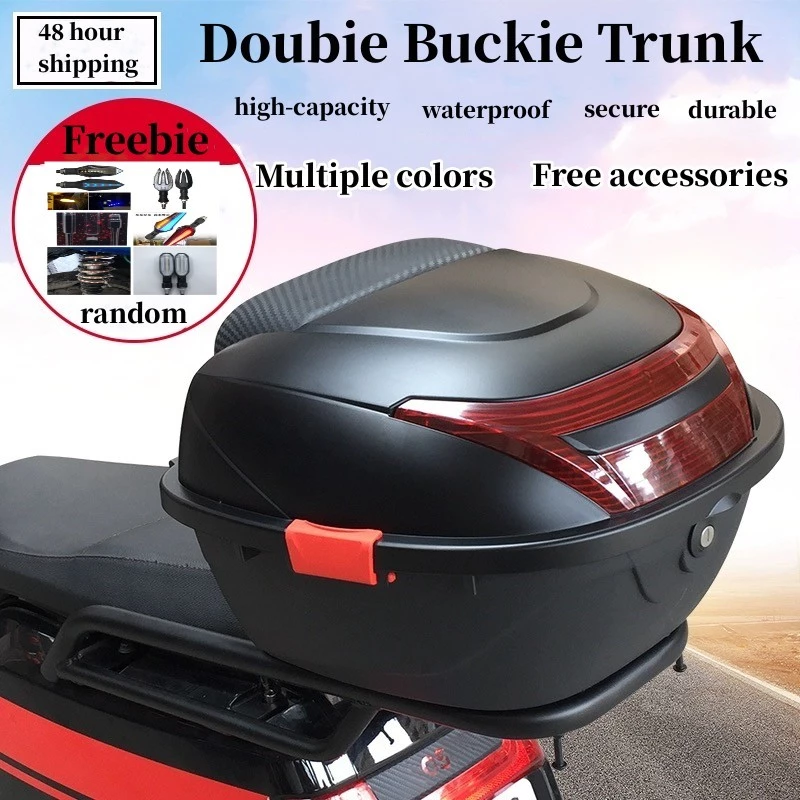 48 hour
shipping
Doubie Buckie Trunk
high-capacity waterproof secure durable
Freebie
Multiple colors Free accessories
random